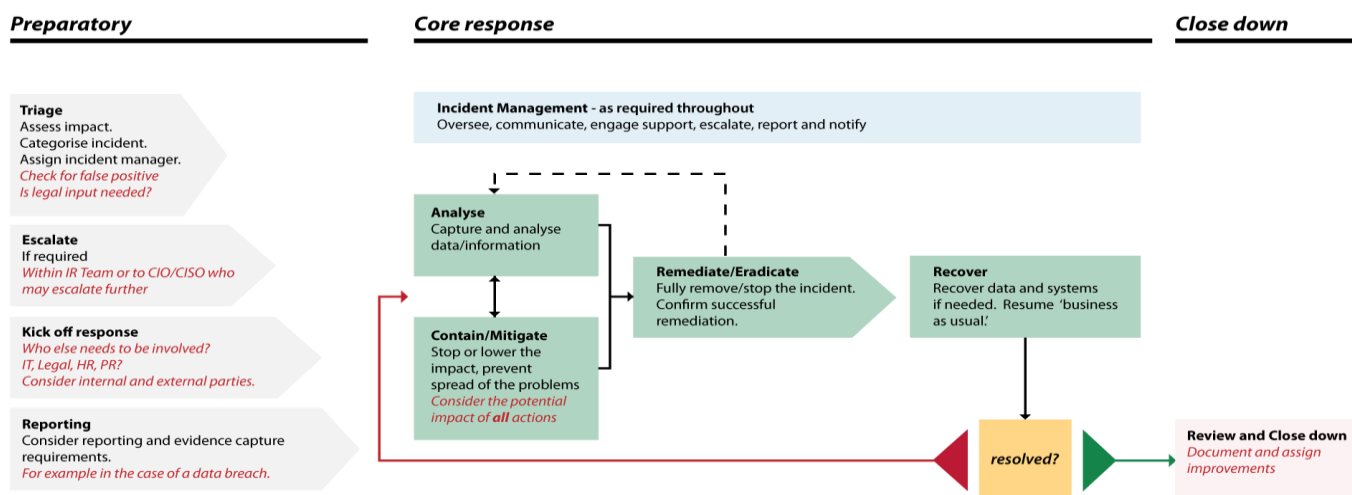 Preparatory
Core response
Close down
Triage
Assess impact.
Categorise incident.
Assign incident manager.
Check for false positive
Is legal input needed?
Escalate
If required
Within IR Team or to CIO/CISO who
may escalate further
Kick off response
Who else needs to be involved?
IT, Legal, HR, PR?
Consider internal and external parties.
Reporting
Consider reporting and evidence capture
requirements.
For example in the case of a data breach.
Incident Management - as required throughout
Oversee, communicate, engage support, escalate, report and notify
Analyse
Capture and analyse
data/information
Contain/Mitigate
Stop or lower the
impact, prevent
spread of the problems
Consider the potential
impact of all actions
Remediate/Eradicate
Fully remove/stop the incident.
Confirm successful
remediation.
Recover
Recover data and systems
if needed. Resume ‘business
as usual.’
resolved?
Review and Close down
Document and assign
improvements